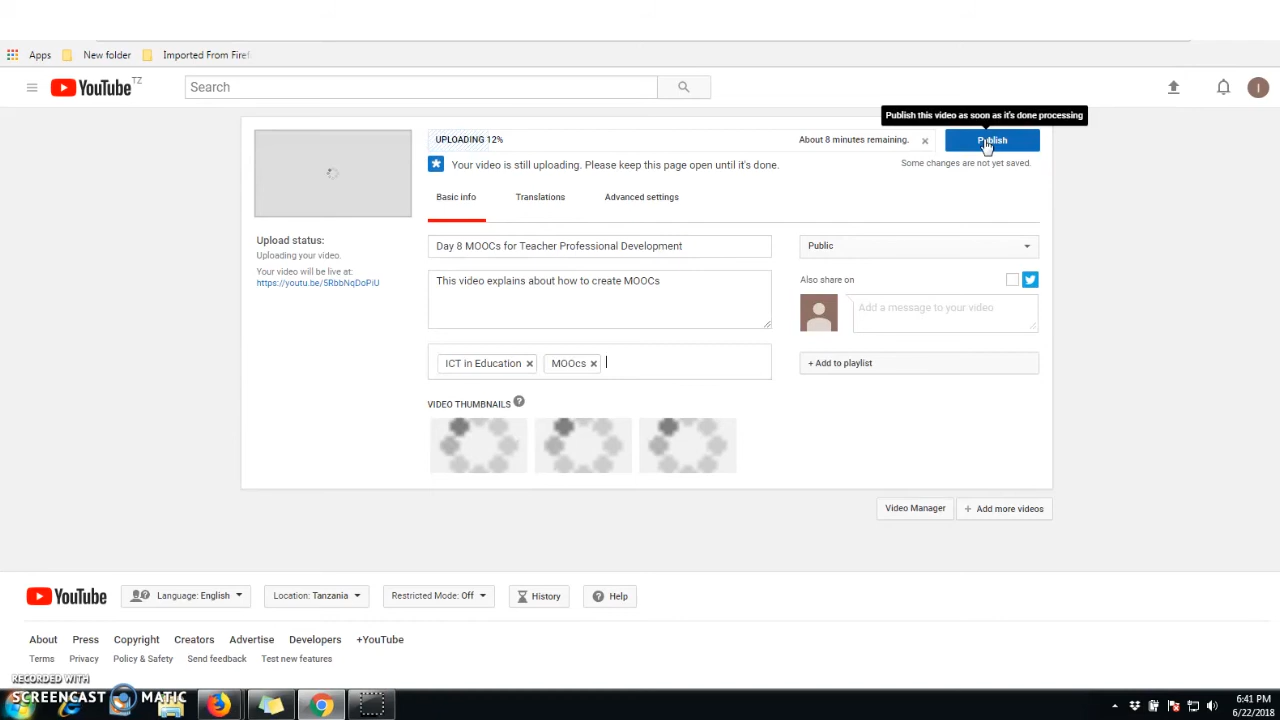 Apps
New folder
Imported From Firef
YouTube TZ
Search
I
Publish this video as soon as it's done processing
UPLOADING 12%
About 8 minutes remaining.
Publish
Your video is still uploading. Please keep this page open until it's done.
Some changes are not yet saved.
Basic info
Translations
Advanced settings
Upload status:
Uploading your video.
Your video will be live at:
https://youtu.be/5RbbNqDoPiU
Day 8 MOOCs for Teacher Professional Development
Public
This video explains about how to create MOOCs
Also share on
Add a message to your video
ICT in Education
MOOcs
+ Add to playlist
VIDEO THUMBNAILS
Video Manager
+ Add more videos
YouTube
Language: English
Location: Tanzania
Restricted Mode: Off
History
Help
About
Press
Copyright
Creators
Advertise
Developers
+YouTube
Terms
Privacy
Policy & Safety
Send feedback
Test new features
RECORDED WITH
SCREENCAST MATIC
6:41 PM
6/22/2018